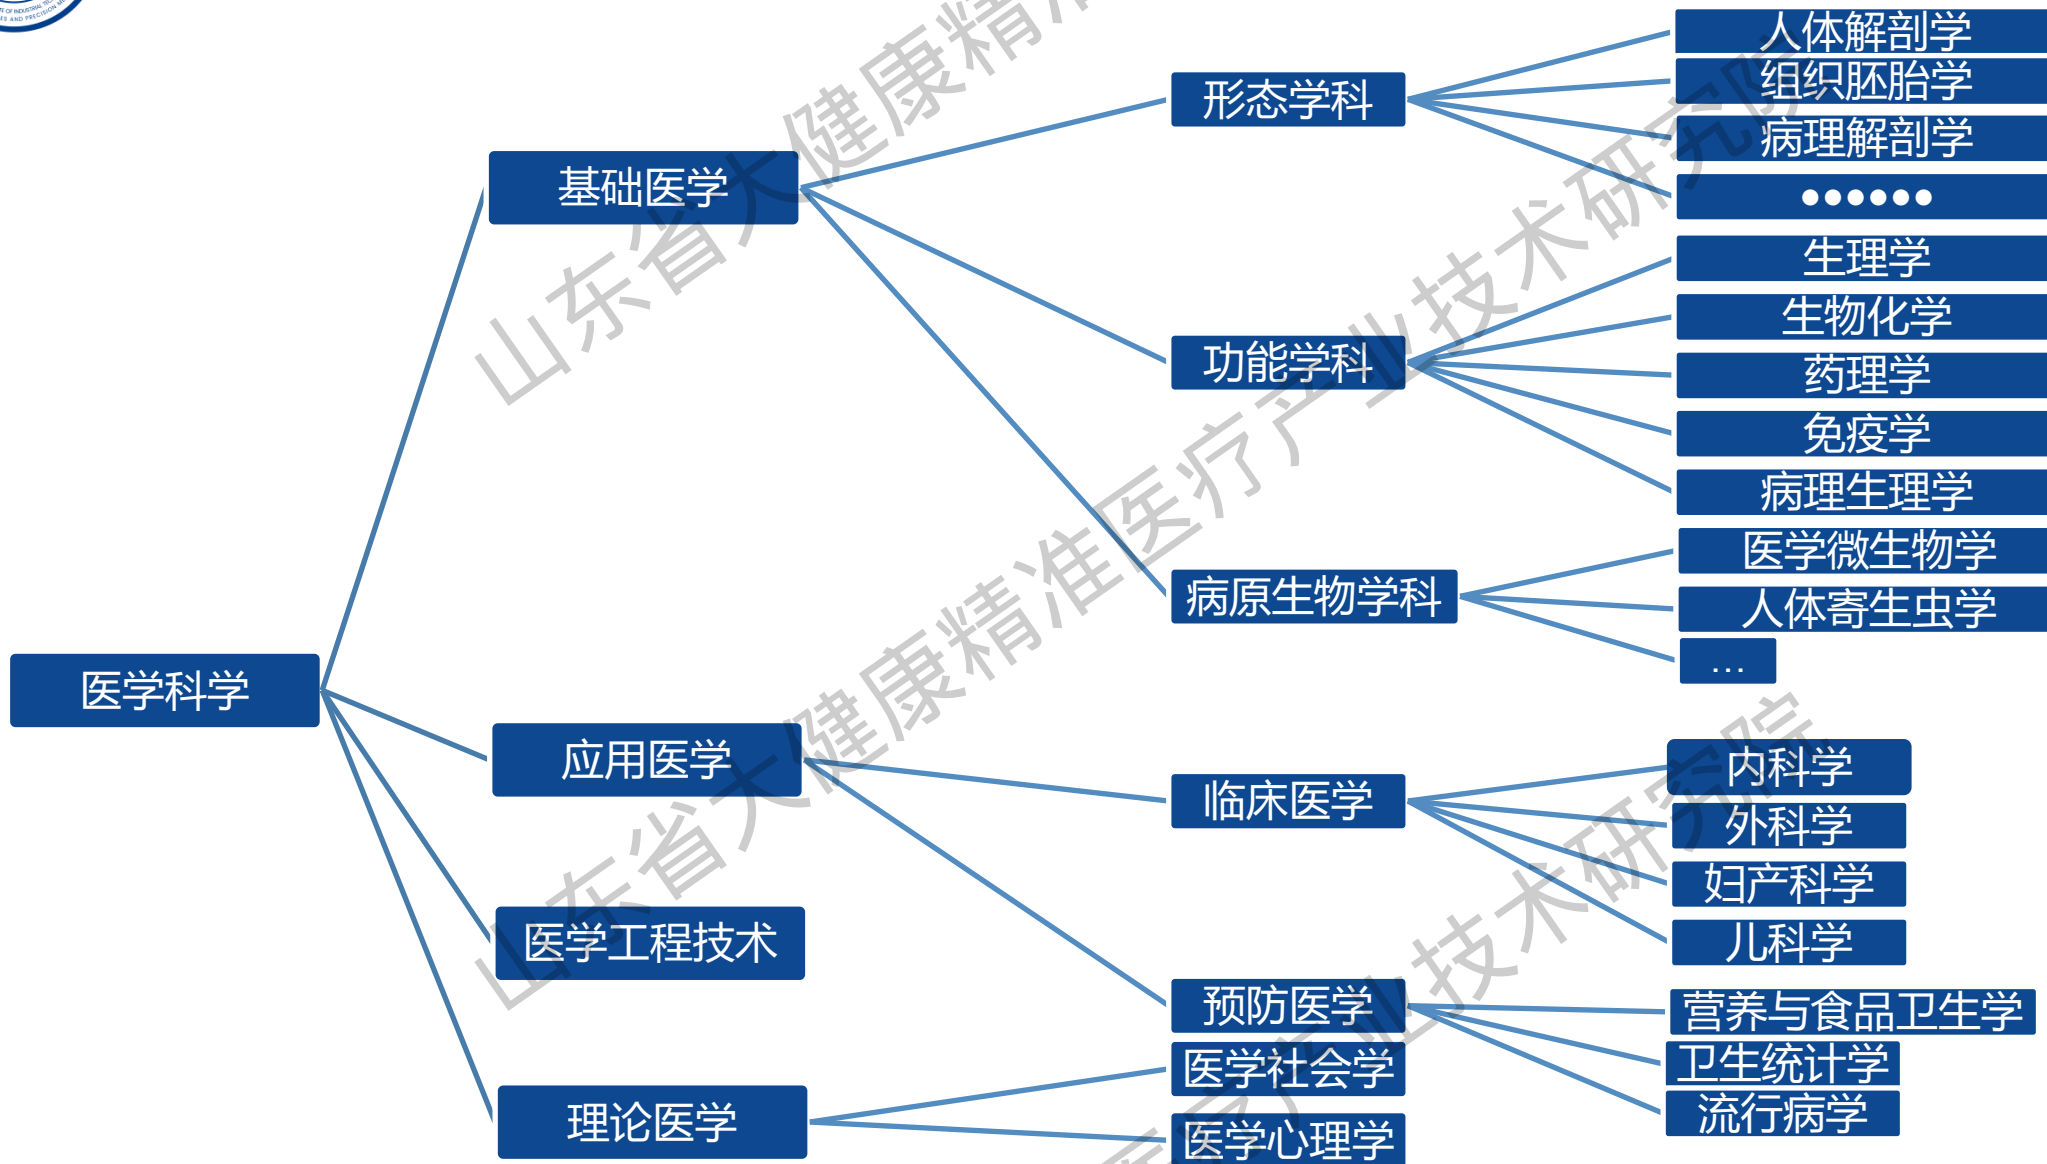 人体解剖学
组织胚胎学
形态学科
病理解剖学
基础医学
••••••
生理学
生物化学
功能学科
药理学
免疫学
病理生理学
医学微生物学
病原生物学科
人体寄生虫学
...
医学科学
应用医学
内科学
临床医学
外科学
妇产科学
医学工程技术
儿科学
预防医学
营养与食品卫生学
医学社会学
卫生统计学
理论医学
流行病学
医学心理学
山东省大健康精准
山东省大健康精准医疗产业技术研究院
医疗产业技术研究院